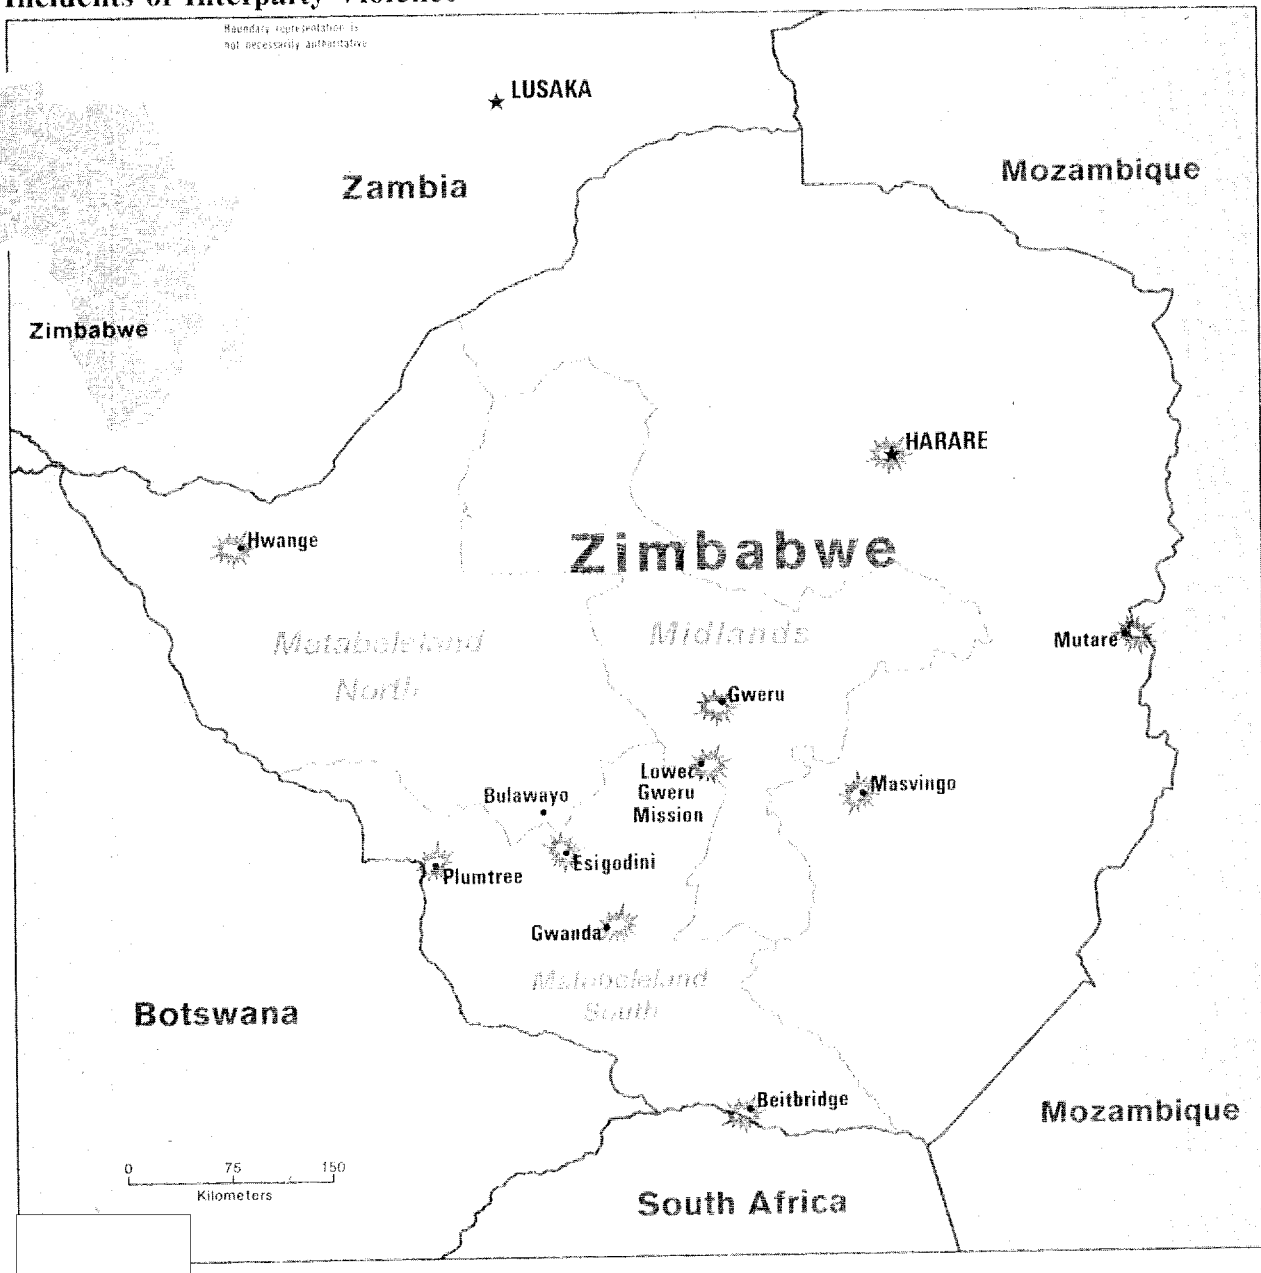 Incidents of Interparty Violence
Boundary representation is
not necessarily authoritative
LUSAKA
Zambia
Mozambique
Zimbabwe
HARARE
Hwange
Zimbabwe
Matabeleland
North
Midlands
Mutare
Gweru
Lower
Gweru
Mission
Masvingo
Bulawayo
Esigodini
Plumtree
Gwanda
Matabeleland
South
Botswana
Beitbridge
Mozambique
0 75 150
Kilometers
South Africa